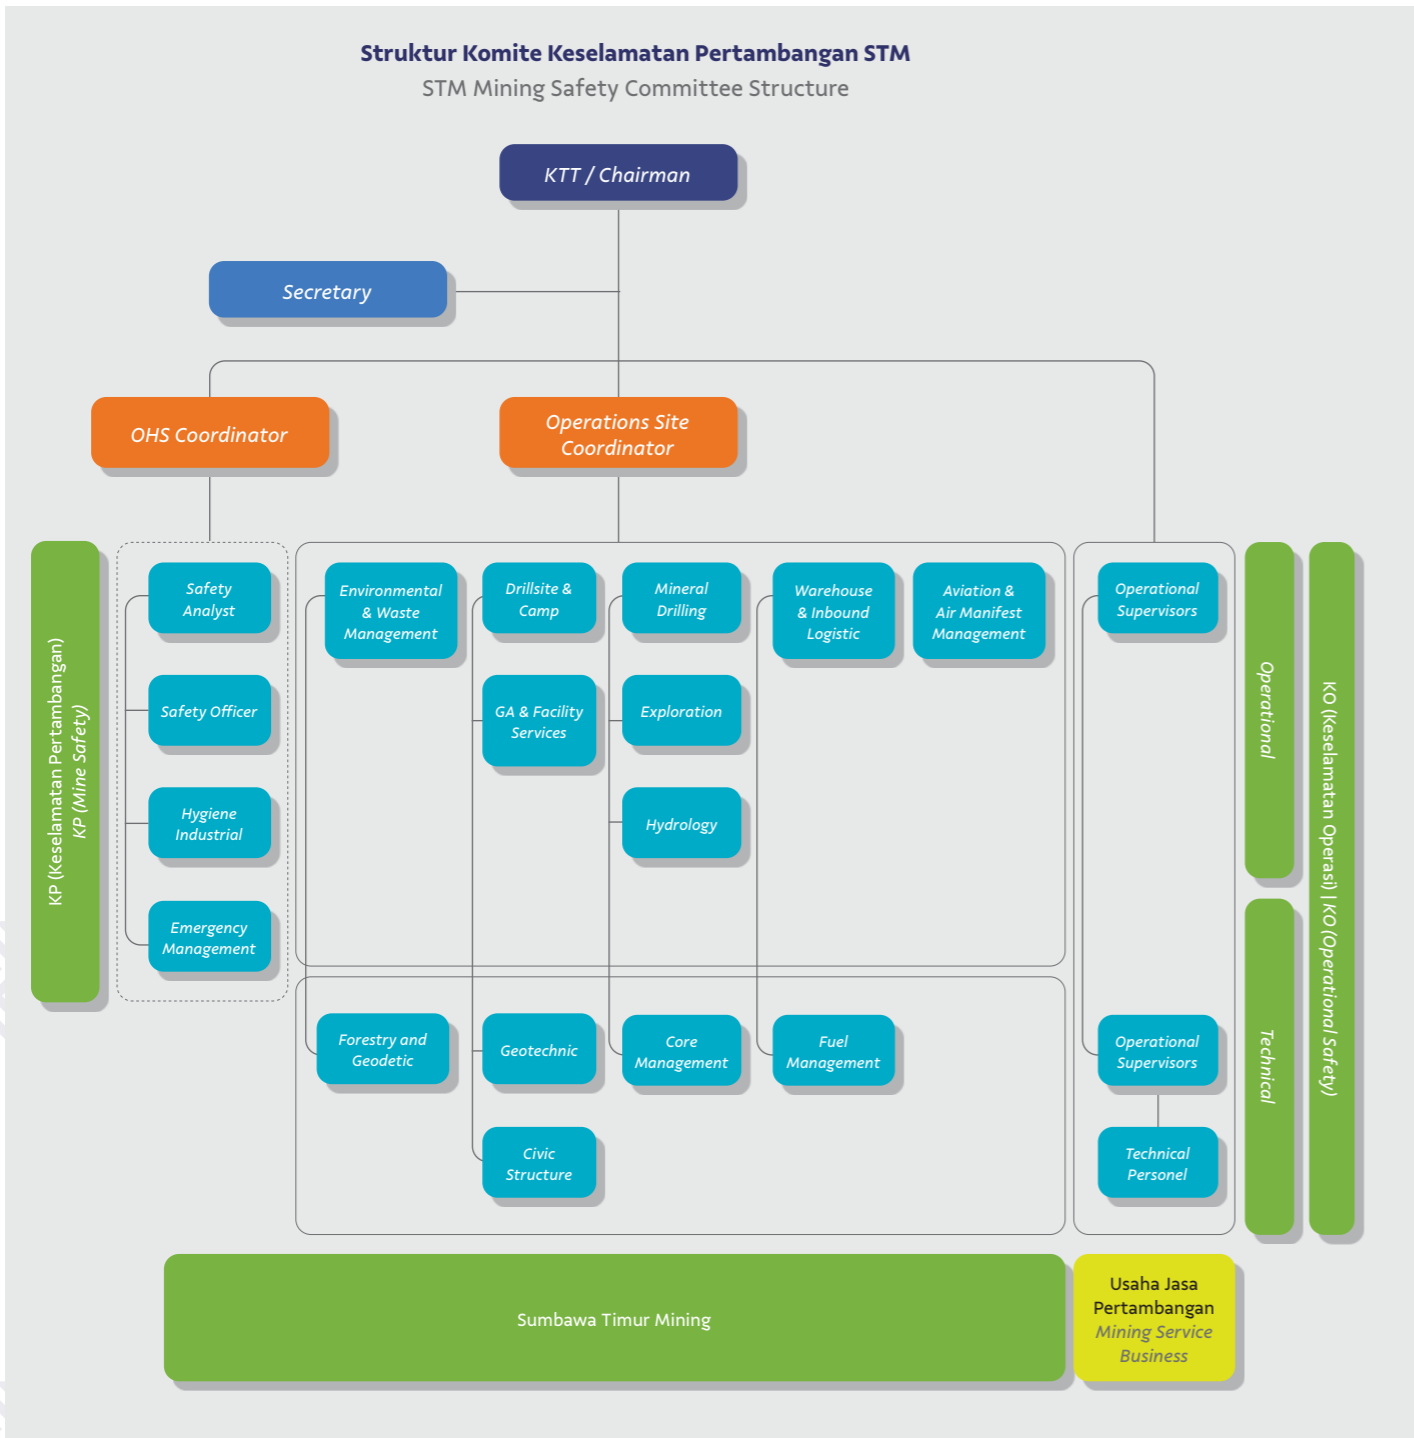 Struktur Komite Keselamatan Pertambangan STM
STM Mining Safety Committee Structure
KTT / Chairman
Secretary
OHS Coordinator
Operations Site
Coordinator
KP (Keselamatan Pertambangan)
KP (Mine Safety)
Safety
Analyst
Safety Officer
Hygiene
Industrial
Emergency
Management
Environmental
& Waste
Management
Drillsite &
Camp
Mineral
Drilling
Warehouse
& Inbound
Logistic
Aviation &
Air Manifest
Management
GA & Facility
Services
Exploration
Hydrology
Forestry and
Geodetic
Geotechnic
Core
Management
Fuel
Management
Civic
Structure
Operational
Supervisors
Operational
Supervisors
Technical
Personel
Operational
Technical
KO (Keselamatan Operasi) | KO (Operational Safety)
Sumbawa Timur Mining
Usaha Jasa
Pertambangan
Mining Service
Business